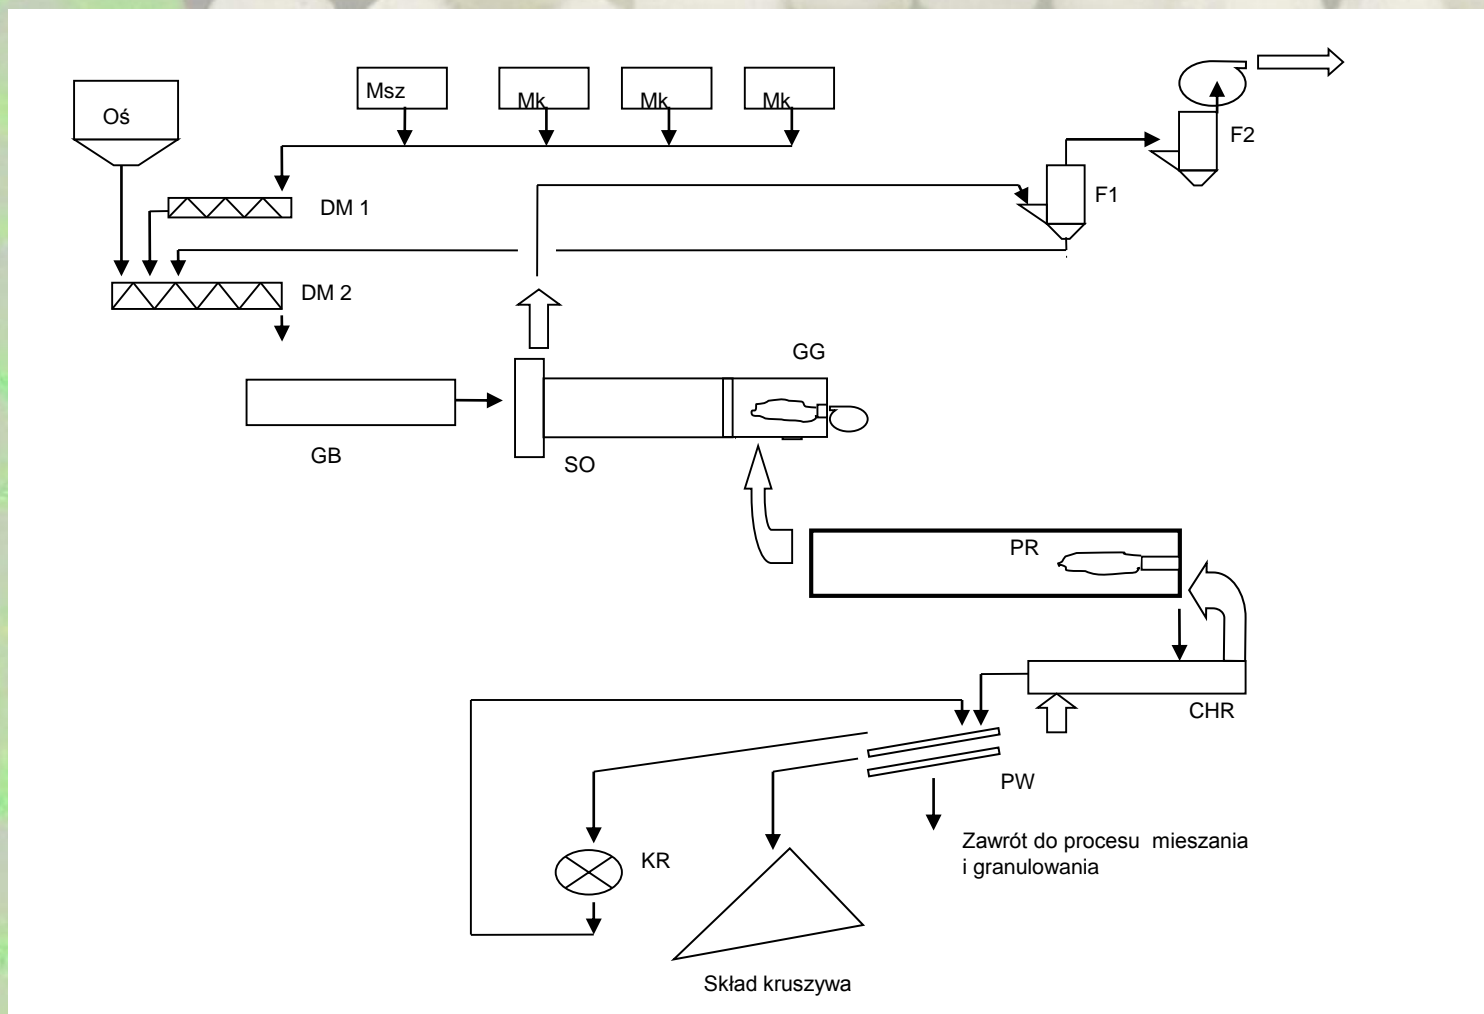 Oś
Msz
Mk
Mk
Mk
F2
F1
DM 1
DM 2
GG
GB
SO
PR
CHR
PW
Zawrót do procesu mieszania
i granulowania
KR
Skład kruszywa